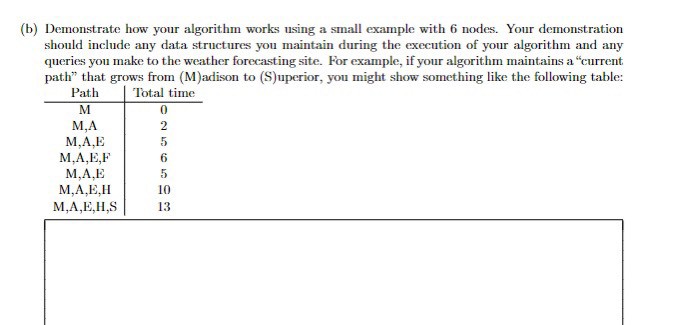 (b) Demonstrate how your algorithm works using a small example with 6 nodes. Your demonstration
should include any data structures you maintain during the execution of your algorithm and any
queries you make to the weather forecasting site. For example, if your algorithm maintains a “current
path” that grows from (M)adison to (S)uperior, you might show something like the following table:
Path Total time
M 0
M,A 2
M,A,E 5
M,A,E,F 6
M,A,E 5
M,A,E,H 10
M,A,E,H,S 13